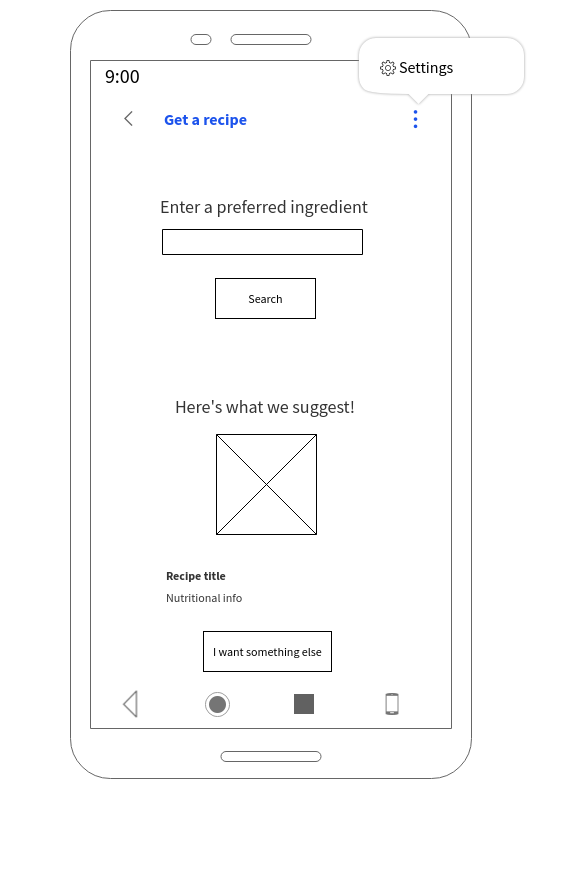 9:00
Settings
Get a recipe
Enter a preferred ingredient
Search
Here's what we suggest!
Recipe title
Nutritional info
I want something else